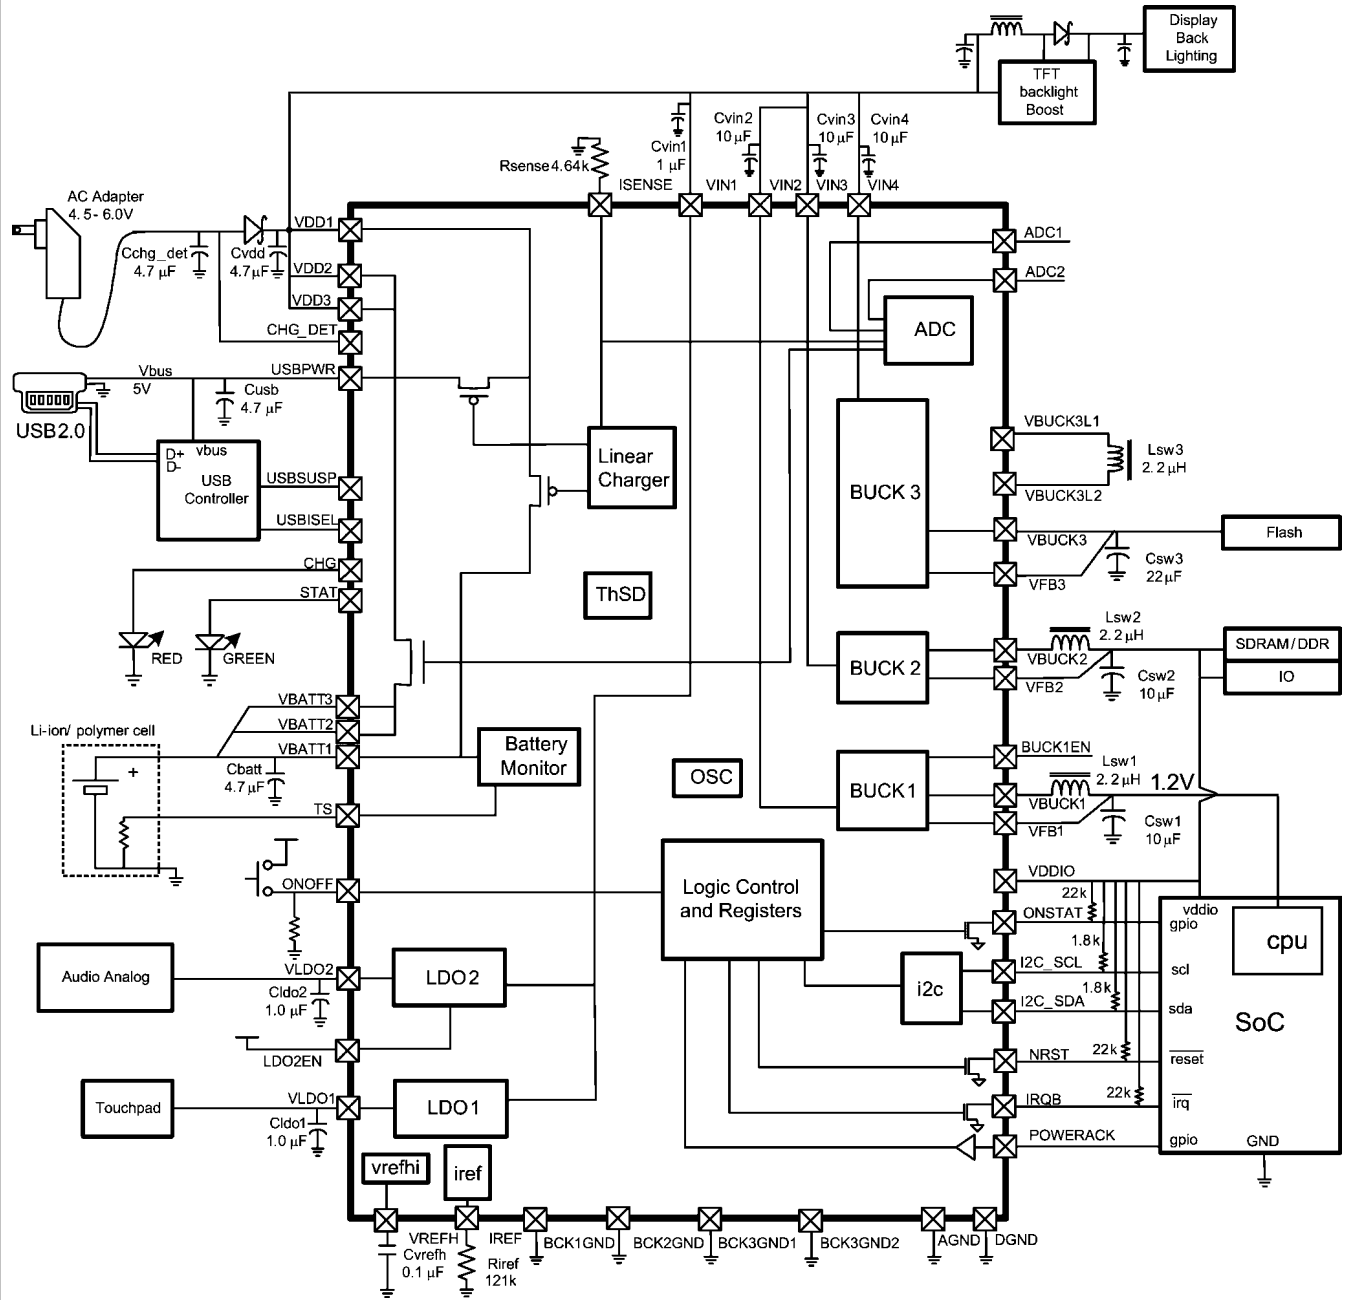 Display
Back
Lighting
TFT
backlight
Boost
Cvin1
1 µF
Cvin2
10 µF
Cvin3
10 µF
Cvin4
10 µF
Rsense 4.64k
ISENSE
VIN1
VIN2
VIN3
VIN4
AC Adapter
4.5-6.0V
Cchg_det
4.7 µF
Cvdd
4.7 µF
VDD1
VDD2
VDD3
CHG_DET
ADC1
ADC2
ADC
Vbus
5V
USBPWR
Cusb
4.7 µF
USB2.0
D+
D-
vbus
USB
Controller
USBSUSP
USBISEL
Linear
Charger
BUCK 3
VBUCK3L1
Lsw3
2.2 µH
VBUCK3L2
VBUCK3
VFB3
Csw3
22 µF
Flash
CHG
STAT
RED
GREEN
ThSD
BUCK 2
Lsw2
2.2 µH
VBUCK2
VFB2
Csw2
10 µF
SDRAM/DDR
IO
VBATT3
VBATT2
VBATT1
Li-ion/ polymer cell
+
Cbatt
4.7 µF
TS
Battery
Monitor
OSC
BUCK1
BUCK1EN
Lsw1
2.2 µH
1.2V
VBUCK1
VFB1
Csw1
10 µF
ONOFF
Logic Control
and Registers
VDDIO
22k
ONSTAT
1.8k
I2C_SCL
1.8k
I2C_SDA
22k
NRST
22k
IRQB
POWERACK
vddio
gpio
scl
sda
reset
irq
gpio
cpu
SoC
GND
i2c
Audio Analog
VLDO2
Cldo2
1.0 µF
LDO2
LDO2EN
Touchpad
VLDO1
Cldo1
1.0 µF
LDO1
vrefhi
iref
VREFH
Cvrefh
0.1 µF
IREF
Riref
121k
BCK1GND
BCK2GND
BCK3GND1
BCK3GND2
AGND
DGND